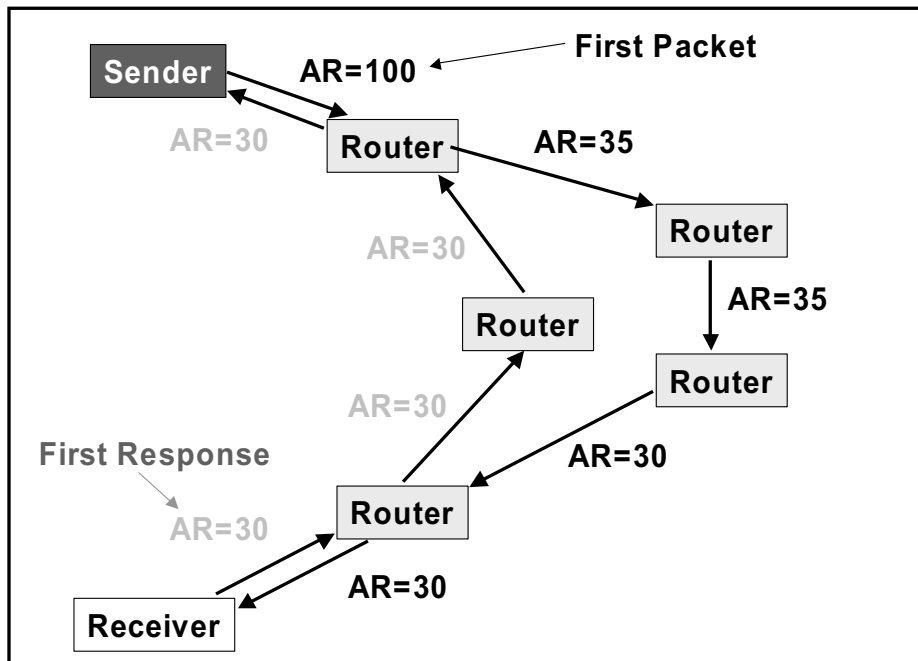 First Packet
Sender
AR=100
AR=30
Router
AR=35
Router
AR=30
AR=35
Router
Router
AR=30
First Response
AR=30
AR=30
Router
AR=30
Receiver